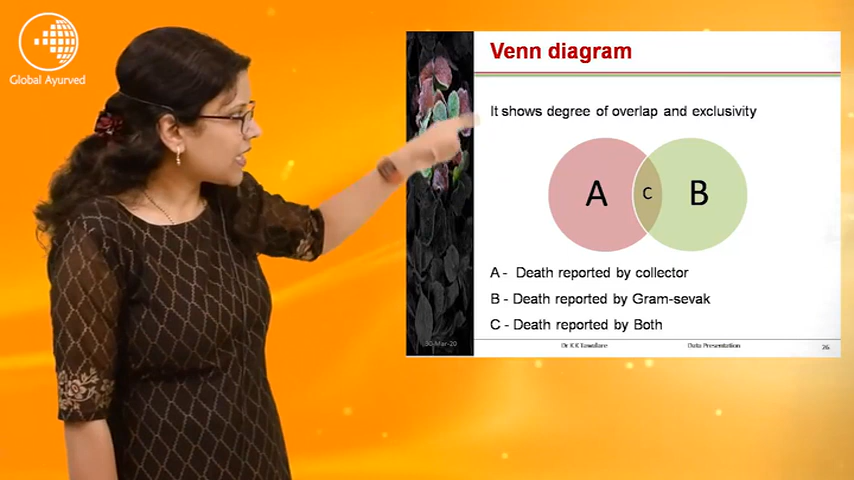 Global Ayurved
Venn diagram
It shows degree of overlap and exclusivity
A
C
B
A - Death reported by collector
B - Death reported by Gram-sevak
C - Death reported by Both
30-Mar-20
Data Presentation
26